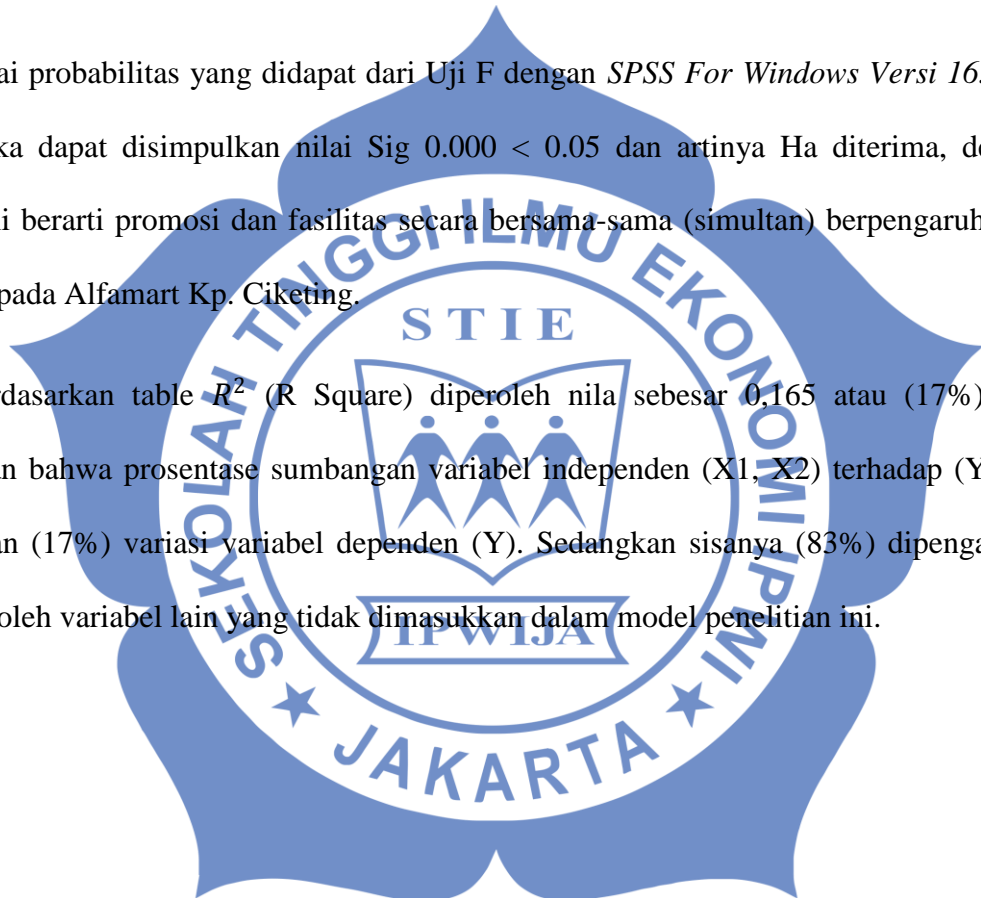 ai probabilitas yang didapat dari Uji F dengan SPSS For Windows Versi 16.
ka dapat disimpulkan nilai Sig 0.000 < 0.05 dan artinya Ha diterima, de
i berarti promosi dan fasilitas secara bersama-sama (simultan) berpengaruh
pada Alfamart Kp. Ciketing.
rdasarkan table R² (R Square) diperoleh nila sebesar 0,165 atau (17%)
an bahwa prosentase sumbangan variabel independen (X1, X2) terhadap (Y
an (17%) variasi variabel dependen (Y). Sedangkan sisanya (83%) dipenga
oleh variabel lain yang tidak dimasukkan dalam model penelitian ini.
SEKOLAH TINGGI ILMU EKONOMI IPWI
STIE
IPWIJA
★ JAKARTA ★